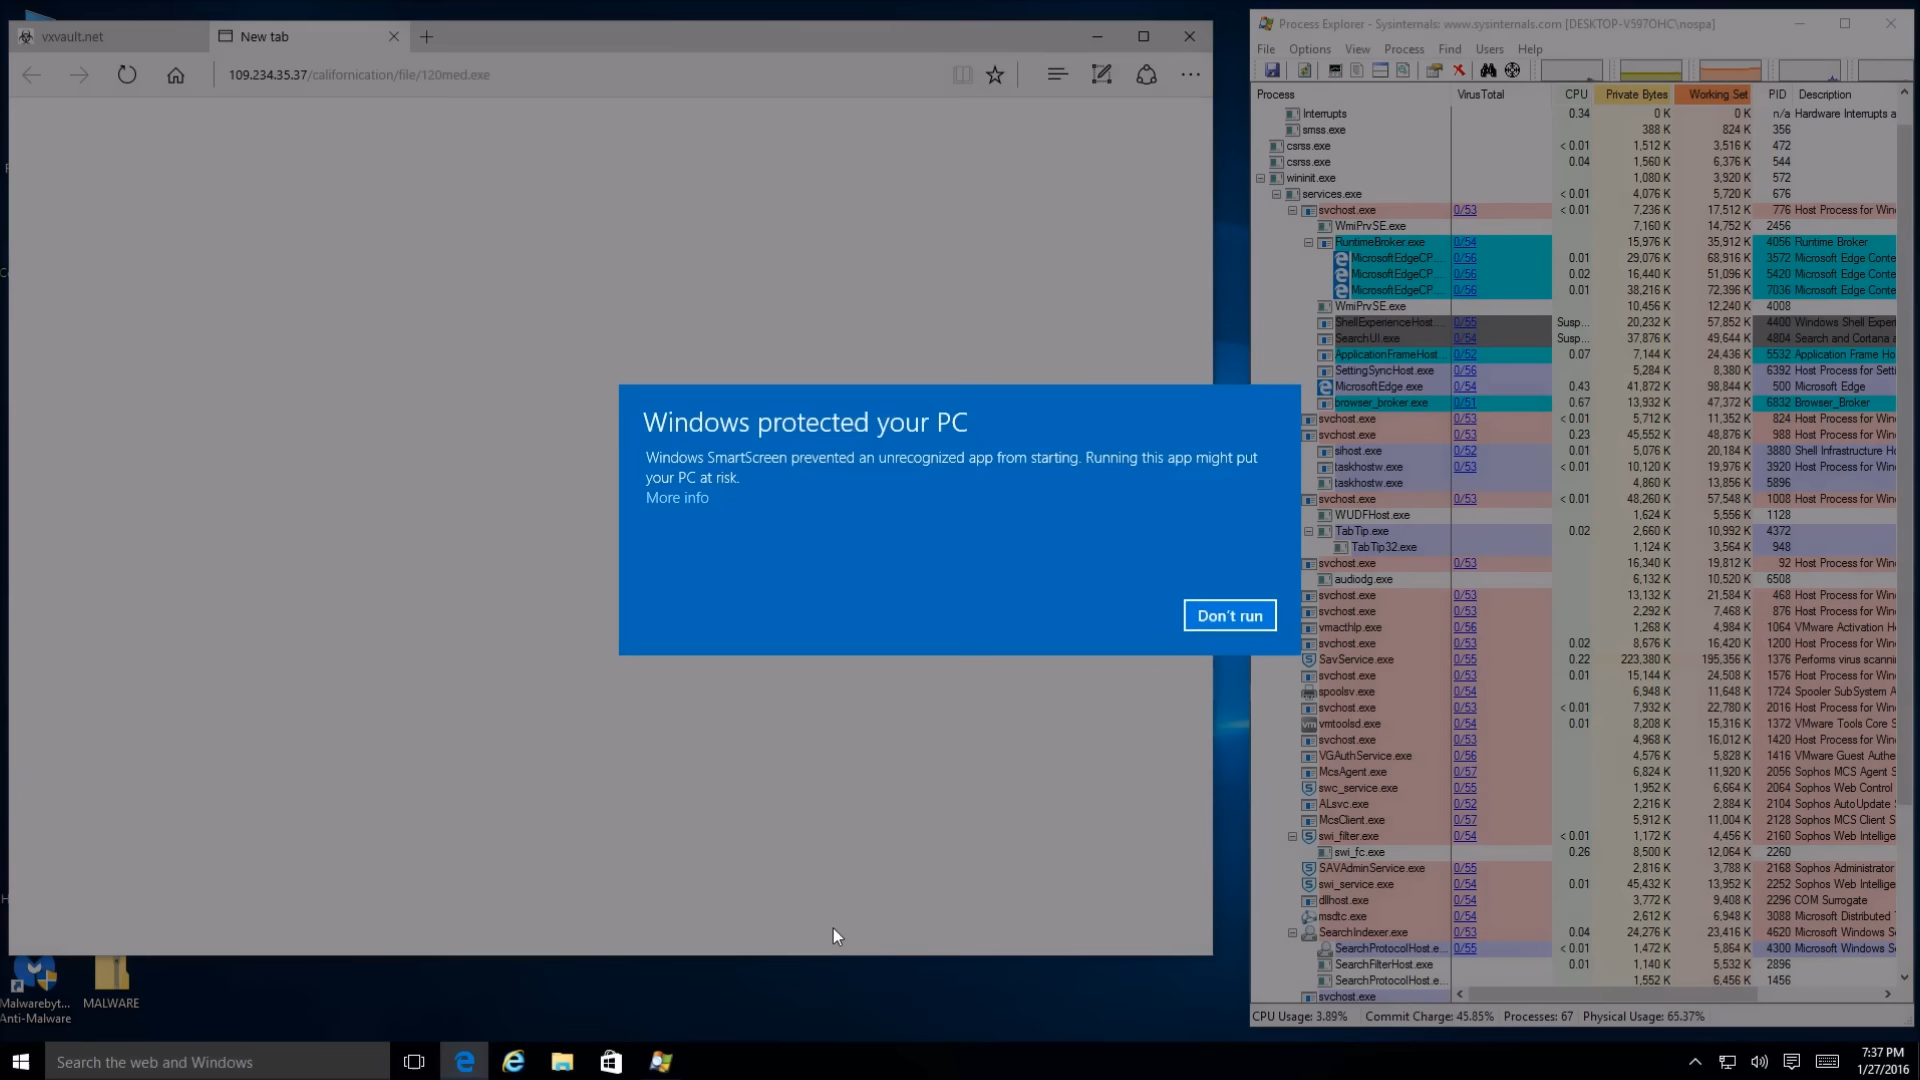 vxvault.net
New tab
109.234.35.37/californication/file/120med.exe
Windows protected your PC
Windows SmartScreen prevented an unrecognized app from starting. Running this app might put
your PC at risk.
More info
Don't run
Malwarebyt...
Anti-Malware
MALWARE
Process Explorer - Sysinternals: www.sysinternals.com [DESKTOP-V597OHC\nospa]
File Options View Process Find Users Help
Process VirusTotal CPU Private Bytes Working Set PID Description
Interrupts 0.34 0 K 0 K n/a Hardware Interrupts a
smss.exe 388 K 824 K 356
csrss.exe < 0.01 1,512 K 3,516 K 472
csrss.exe 0.04 1,560 K 6,376 K 544
wininit.exe 1,080 K 3,920 K 572
services.exe < 0.01 4,076 K 5,720 K 676
svchost.exe 0/53 < 0.01 7,236 K 17,512 K 776 Host Process for Win
WmiPrvSE.exe 7,160 K 14,752 K 2456
RuntimeBroker.exe 0/54 15,976 K 35,912 K 4056 Runtime Broker
MicrosoftEdgeCP... 0/56 0.01 29,076 K 68,916 K 3572 Microsoft Edge Conte
MicrosoftEdgeCP... 0/56 0.02 16,440 K 51,096 K 5420 Microsoft Edge Conte
MicrosoftEdgeCP... 0/56 0.01 38,216 K 72,396 K 7036 Microsoft Edge Conte
WmiPrvSE.exe 10,456 K 12,240 K 4008
ShellExperienceHost... 0/55 Susp... 20,232 K 57,852 K 4400 Windows Shell Experi
SearchUI.exe 0/54 Susp... 37,876 K 49,644 K 4804 Search and Cortana a
ApplicationFrameHost... 0/52 0.07 7,144 K 24,436 K 5532 Application Frame Ho
SettingSyncHost.exe 0/56 5,284 K 8,380 K 6392 Host Process for Setti
MicrosoftEdge.exe 0/54 0.43 41,872 K 98,844 K 500 Microsoft Edge
browser_broker.exe 0/51 0.67 13,932 K 47,372 K 6832 Browser_Broker
svchost.exe 0/53 < 0.01 5,712 K 11,352 K 824 Host Process for Win
svchost.exe 0/53 0.23 45,552 K 48,876 K 988 Host Process for Win
sihost.exe 0/52 0.01 5,076 K 20,184 K 3880 Shell Infrastructure Ho
taskhostw.exe 0/53 < 0.01 10,120 K 19,976 K 3920 Host Process for Win
taskhostw.exe 4,860 K 13,856 K 5896
svchost.exe 0/53 < 0.01 48,260 K 57,548 K 1008 Host Process for Win
WUDFHost.exe 1,624 K 5,556 K 1128
TabTip.exe 0.02 2,660 K 10,992 K 4372
TabTip32.exe 1,124 K 3,564 K 948
svchost.exe 0/53 16,340 K 19,812 K 92 Host Process for Win
audiodg.exe 6,132 K 10,520 K 6508
svchost.exe 0/53 13,132 K 21,584 K 468 Host Process for Win
svchost.exe 0/53 2,292 K 7,468 K 876 Host Process for Win
vmacthlp.exe 0/56 1,268 K 4,984 K 1064 VMware Activation He
svchost.exe 0/53 0.02 8,676 K 16,420 K 1200 Host Process for Win
SavService.exe 0/55 0.22 223,380 K 195,356 K 1376 Performs virus scannin
svchost.exe 0/53 0.01 15,144 K 24,508 K 1576 Host Process for Win
spoolsv.exe 0/54 6,948 K 11,648 K 1724 Spooler SubSystem A
svchost.exe 0/53 < 0.01 7,932 K 22,780 K 2016 Host Process for Win
vmtoolsd.exe 0/54 0.01 8,208 K 15,316 K 1372 VMware Tools Core S
svchost.exe 0/53 4,968 K 16,012 K 1420 Host Process for Win
VGAuthService.exe 0/56 4,576 K 5,828 K 1416 VMware Guest Authe
McsAgent.exe 0/57 6,824 K 11,920 K 2056 Sophos MCS Agent S
swc_service.exe 0/55 1,952 K 6,664 K 2064 Sophos Web Control
ALsvc.exe 0/52 2,216 K 2,884 K 2104 Sophos AutoUpdate S
McsClient.exe 0/57 5,912 K 11,004 K 2128 Sophos MCS Client S
swi_filter.exe 0/54 < 0.01 1,172 K 4,456 K 2160 Sophos Web Intellige
swi_fc.exe 0.26 8,500 K 12,064 K 2260
SAVAdminService.exe 0/55 2,816 K 3,788 K 2168 Sophos Administrator
swi_service.exe 0/54 0.01 45,432 K 13,952 K 2252 Sophos Web Intellige
dllhost.exe 0/54 3,772 K 9,408 K 2296 COM Surrogate
msdtc.exe 0/54 2,612 K 6,948 K 3088 Microsoft Distributed
SearchIndexer.exe 0/53 0.04 24,276 K 23,416 K 4620 Microsoft Windows S
SearchProtocolHost.e... 0/55 < 0.01 1,472 K 5,864 K 4300 Microsoft Windows S
SearchFilterHost.exe 0.01 1,140 K 5,532 K 2896
SearchProtocolHost.e... 1,552 K 6,456 K 1456
svchost.exe
CPU Usage: 3.89% Commit Charge: 45.85% Processes: 67 Physical Usage: 65.37%
Search the web and Windows
7:37 PM
1/27/2016